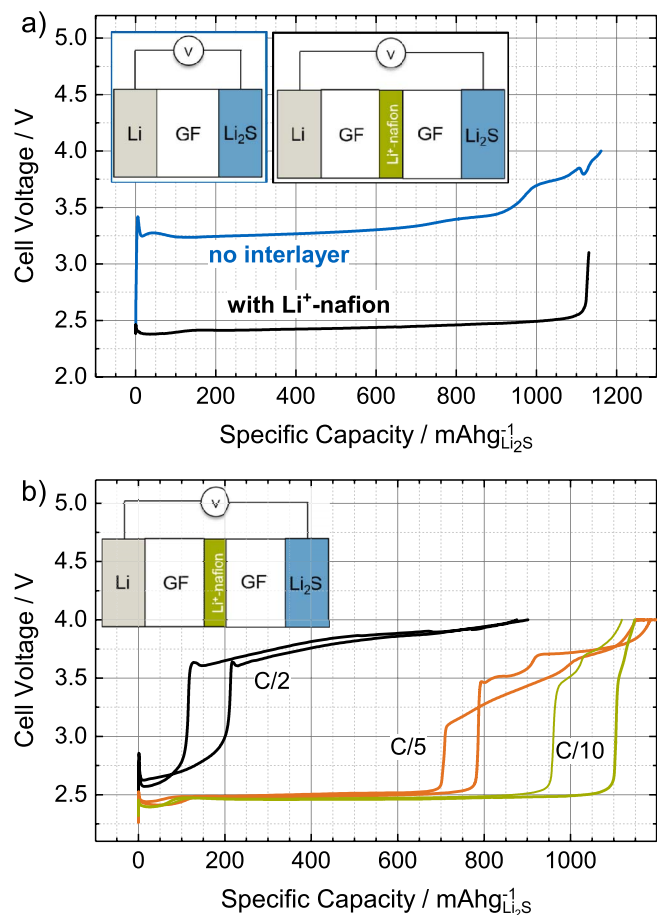 a)
5.0
4.5
4.0
3.5
3.0
2.5
2.0
Cell Voltage / V
V
Li
GF
Li₂S
V
Li
GF
Li⁺-nafion
GF
Li₂S
no interlayer
with Li⁺-nafion
0 200 400 600 800 1000 1200
Specific Capacity / mAhg⁻¹Li₂S
b)
5.0
4.5
4.0
3.5
3.0
2.5
Cell Voltage / V
V
Li
GF
Li⁺-nafion
GF
Li₂S
C/2
C/5
C/10
0 200 400 600 800 1000
Specific Capacity / mAhg⁻¹Li₂S